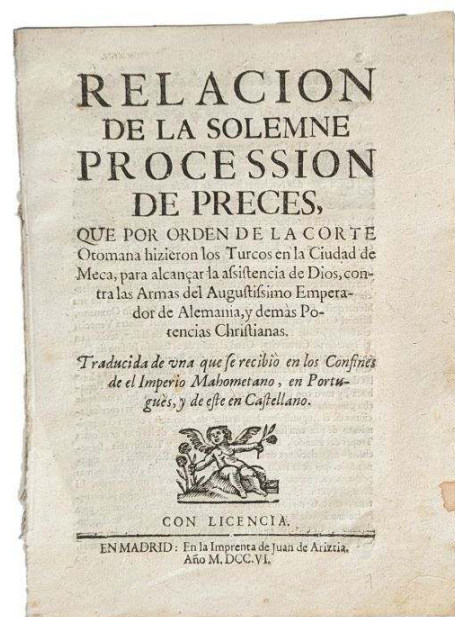 RELACION
DE LA SOLEMNE
PROCESSION
DE PRECES,
QUE POR ORDEN DE LA CORTE
Otomana hizieron los Turcos en la Ciudad de
Meca, para alcançar la aſsiſtencia de Dios, con-
tra las Armas del Auguſtiſsimo Empera-
dor de Alemania, y demàs Po-
tencias Chriſtianas.
Traducida de vna que ſe recibiò en los Confines
de el Imperio Mahometano, en Portu-
guès, y de eſte en Caſtellano.
CON LICENCIA.
EN MADRID: En la Imprenta de Juan de Ariztia,
Año M. DCC. VI.